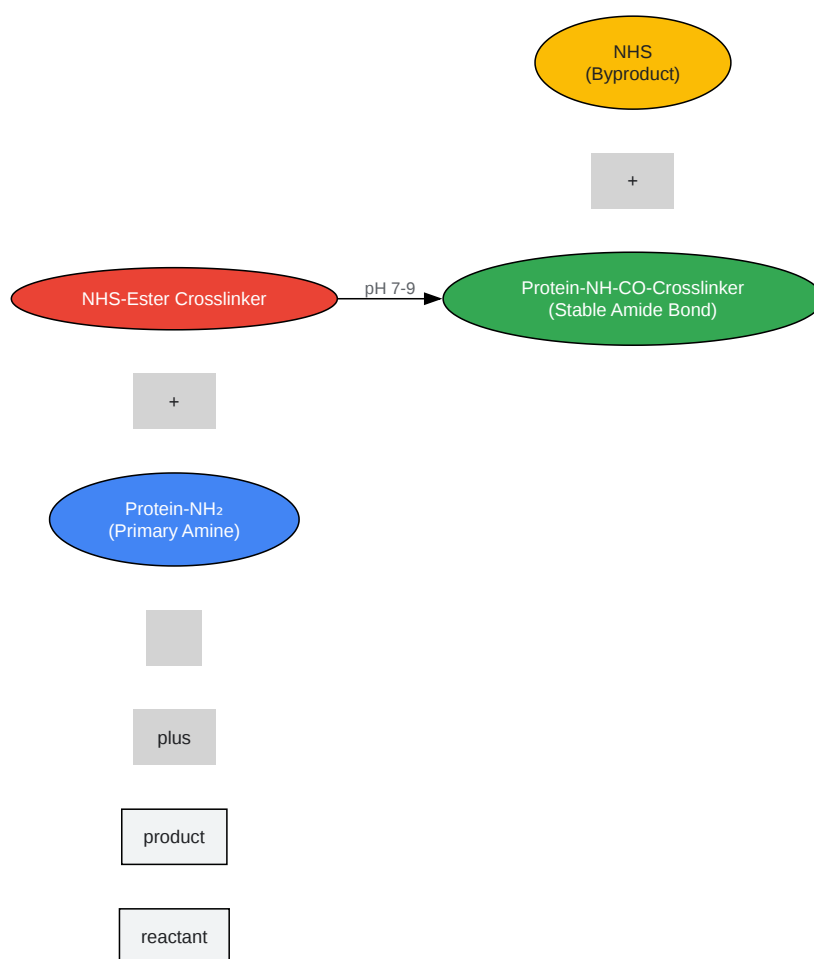 NHS
(Byproduct)
+
NHS-Ester Crosslinker
pH 7-9
Protein-NH-CO-Crosslinker
(Stable Amide Bond)
+
Protein-NH₂
(Primary Amine)
plus
product
reactant